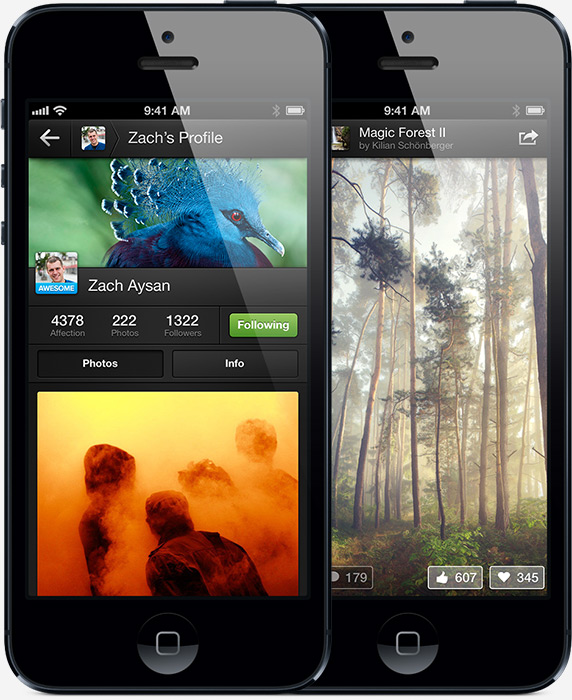 9:41 AM
Zach's Profile
AWESOME
Zach Aysan
4378 222 1322
Affection Photos Followers
Following
Photos Info
9:41 AM
Magic Forest II
by Kilian Schönberger
179 607 345